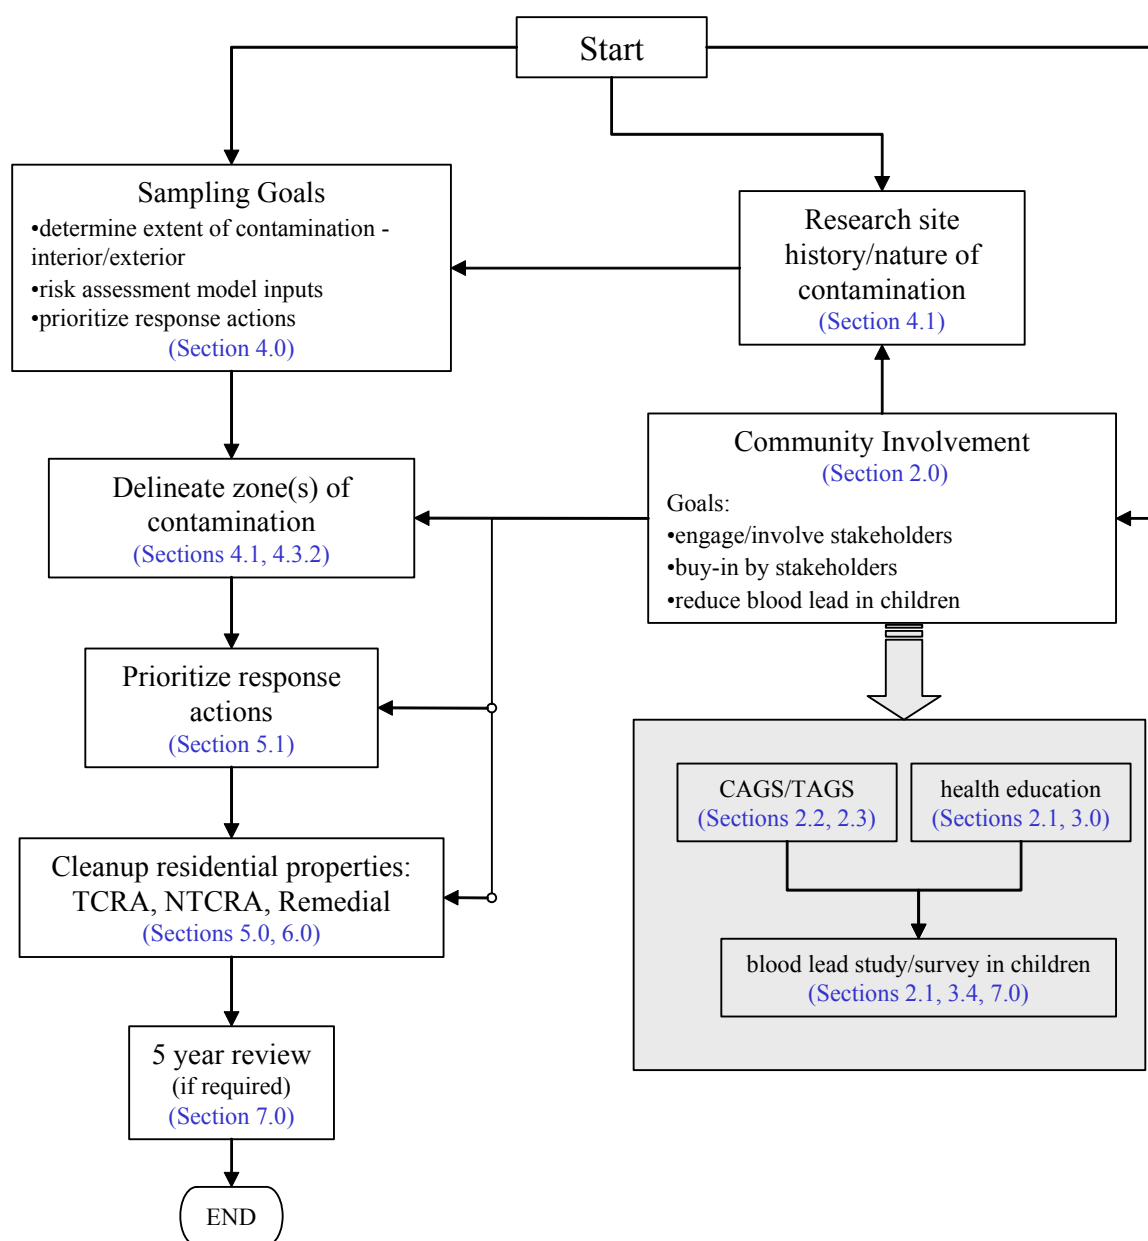 Start
Sampling Goals
•determine extent of contamination -
interior/exterior
•risk assessment model inputs
•prioritize response actions
(Section 4.0)
Research site
history/nature of
contamination
(Section 4.1)
Community Involvement
(Section 2.0)
Goals:
•engage/involve stakeholders
•buy-in by stakeholders
•reduce blood lead in children
Delineate zone(s) of
contamination
(Sections 4.1, 4.3.2)
Prioritize response
actions
(Section 5.1)
CAGS/TAGS
(Sections 2.2, 2.3)
health education
(Sections 2.1, 3.0)
Cleanup residential properties:
TCRA, NTCRA, Remedial
(Sections 5.0, 6.0)
blood lead study/survey in children
(Sections 2.1, 3.4, 7.0)
5 year review
(if required)
(Section 7.0)
END